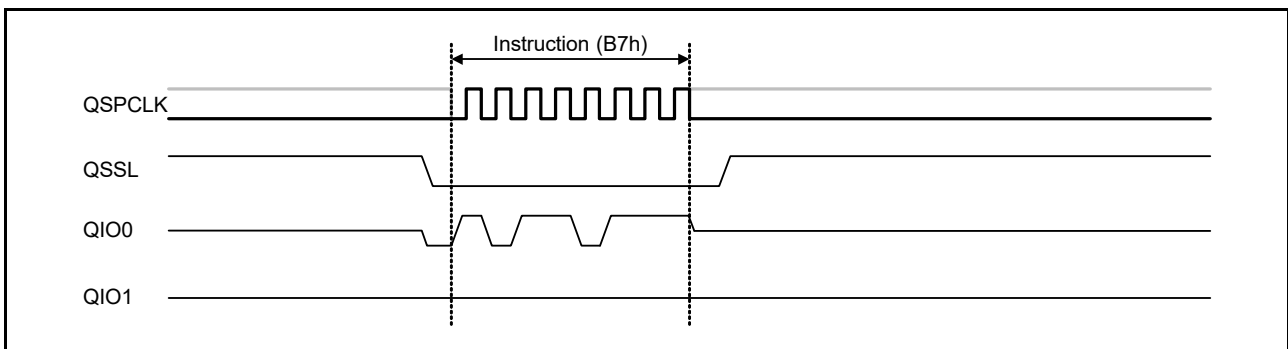 Instruction (B7h)
QSPCLK
QSSL
QIO0
QIO1